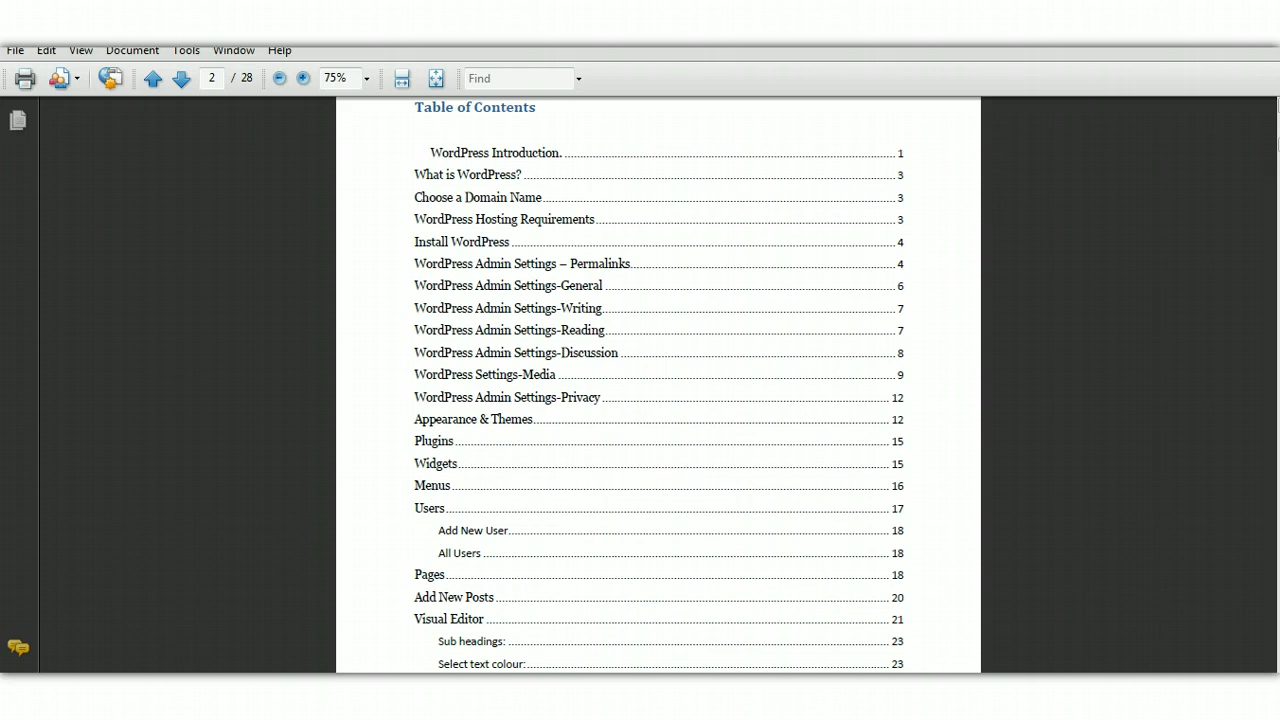 File Edit View Document Tools Window Help
2 / 28 75% Find
Table of Contents
WordPress Introduction. 1
What is WordPress? 3
Choose a Domain Name 3
WordPress Hosting Requirements 3
Install WordPress 4
WordPress Admin Settings – Permalinks 4
WordPress Admin Settings-General 6
WordPress Admin Settings-Writing 7
WordPress Admin Settings-Reading 7
WordPress Admin Settings-Discussion 8
WordPress Settings-Media 9
WordPress Admin Settings-Privacy 12
Appearance & Themes 12
Plugins 15
Widgets 15
Menus 16
Users 17
Add New User 18
All Users 18
Pages 18
Add New Posts 20
Visual Editor 21
Sub headings: 23
Select text colour: 23